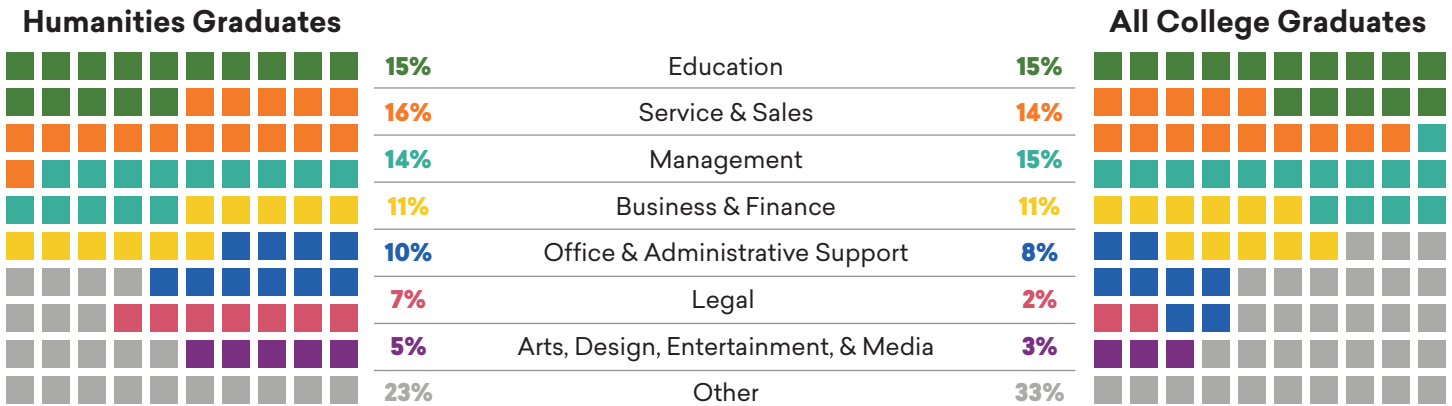 Humanities Graduates All College Graduates
15% Education 15%
16% Service & Sales 14%
14% Management 15%
11% Business & Finance 11%
10% Office & Administrative Support 8%
7% Legal 2%
5% Arts, Design, Entertainment, & Media 3%
23% Other 33%